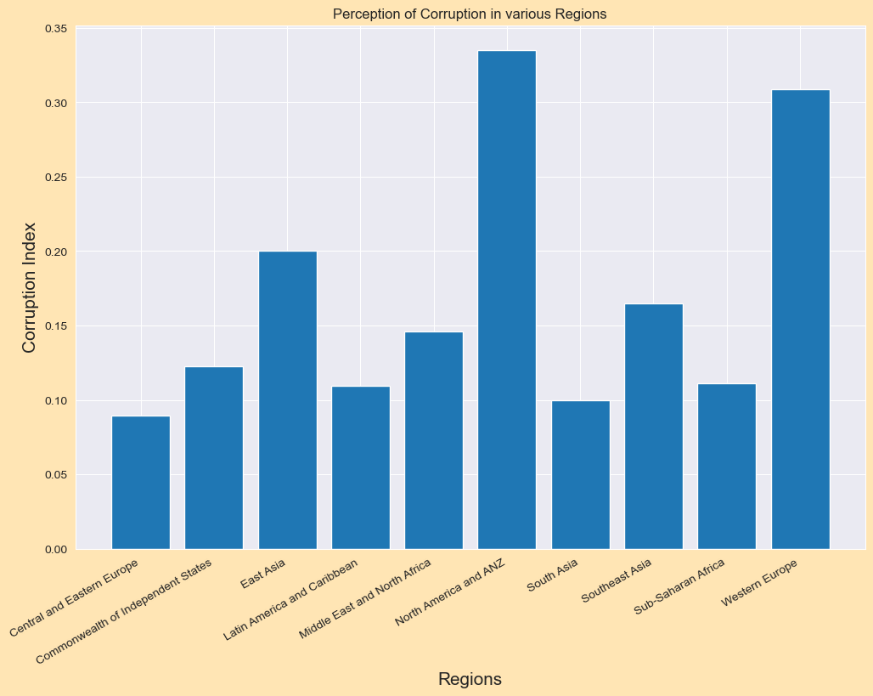 Perception of Corruption in various Regions
0.35
0.30
0.25
0.20
0.15
0.10
0.05
0.00
Corruption Index
Central and Eastern Europe
Commonwealth of Independent States
East Asia
Latin America and Caribbean
Middle East and North Africa
North America and ANZ
South Asia
Southeast Asia
Sub-Saharan Africa
Western Europe
Regions